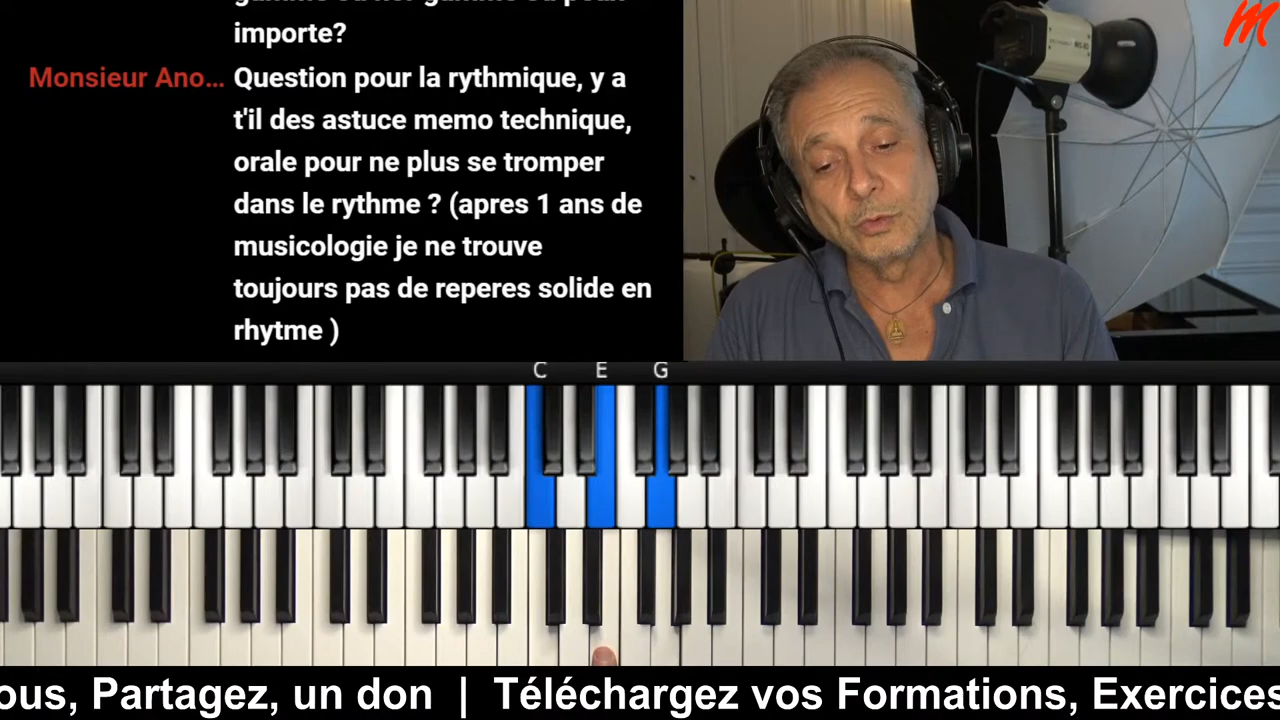 importe?
Monsieur Ano... Question pour la rythmique, y a
t'il des astuce memo technique,
orale pour ne plus se tromper
dans le rythme ? (apres 1 ans de
musicologie je ne trouve
toujours pas de reperes solide en
rhytme )
C E G
ous, Partagez, un don | Téléchargez vos Formations, Exercices